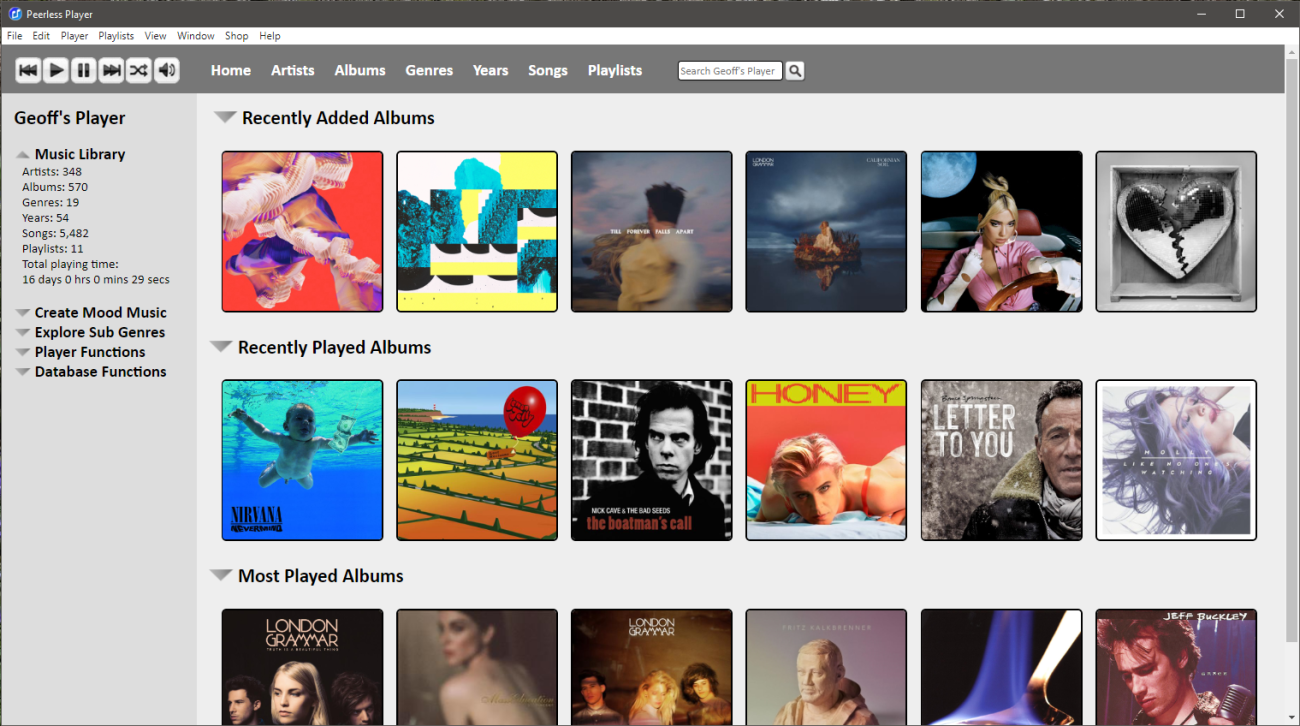 Peerless Player
File Edit Player Playlists View Window Shop Help
Home Artists Albums Genres Years Songs Playlists Search Geoff's Player
Geoff's Player
Music Library
Artists: 348
Albums: 570
Genres: 19
Years: 54
Songs: 5,482
Playlists: 11
Total playing time:
16 days 0 hrs 0 mins 29 secs
Create Mood Music
Explore Sub Genres
Player Functions
Database Functions
Recently Added Albums
TILL FOREVER FALLS APART
LONDON
GRAMMAR
CALIFORNIAN
SOIL
Recently Played Albums
NIRVANA
NEVERMIND
NICK CAVE & THE BAD SEEDS
the boatman's call
HONEY
Bruce Springsteen
LETTER
TO YOU
HOLLY
LIKE NO ONE'S
WATCHING
Most Played Albums
LONDON
GRAMMAR
TRUTH IS A BEAUTIFUL THING
LONDON
GRAMMAR
FRITZ KALKBRENNER
JEFF BUCKLEY
GRACE